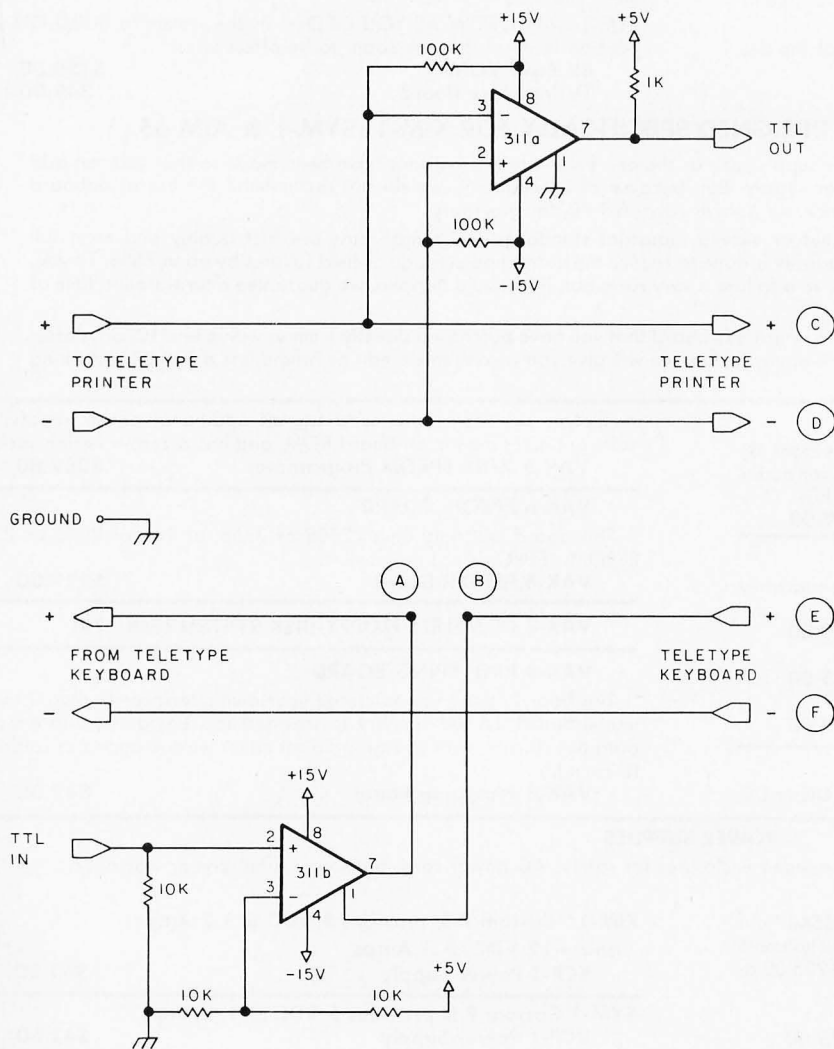 +15V
+5V
100K
1K
8
3
-
311a
7
TTL
OUT
2
+
1
4
100K
-15V
+
+
C
TO TELETYPE
PRINTER
TELETYPE
PRINTER
-
-
D
GROUND
A
B
+
+
E
FROM TELETYPE
KEYBOARD
TELETYPE
KEYBOARD
-
-
F
+15V
TTL
IN
8
2
+
311b
7
3
-
1
10K
4
-15V
+5V
10K
10K